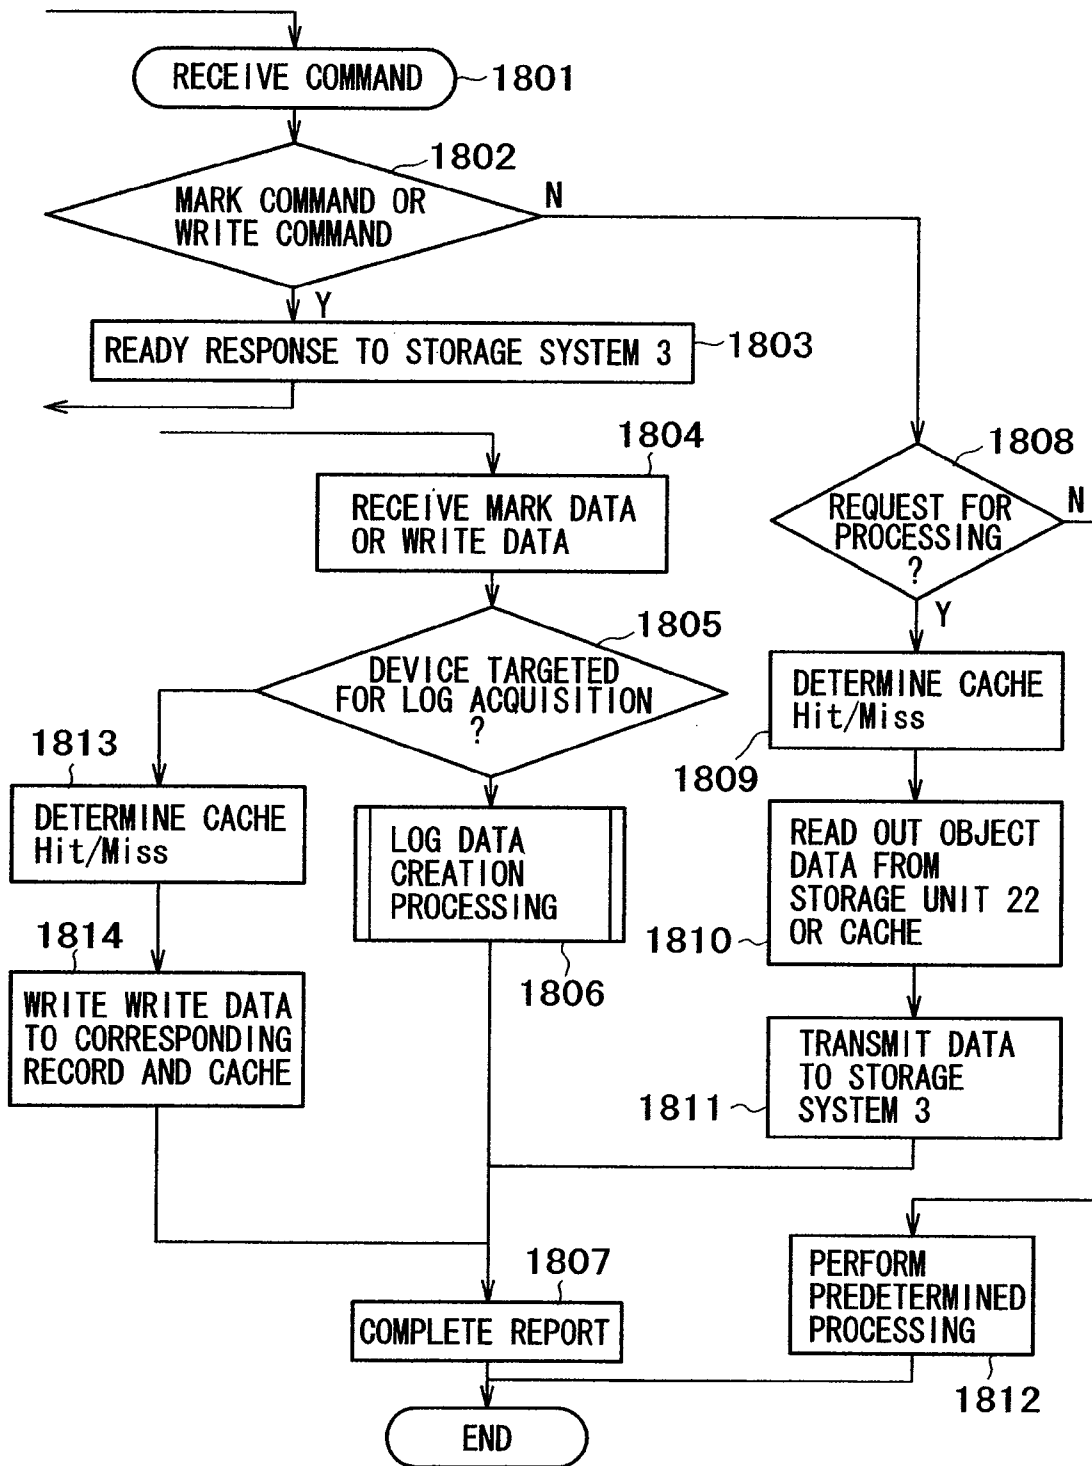 RECEIVE COMMAND
1801
1802
MARK COMMAND OR
WRITE COMMAND
N
Y
READY RESPONSE TO STORAGE SYSTEM 3
1803
1804
RECEIVE MARK DATA
OR WRITE DATA
1808
REQUEST FOR
PROCESSING
?
N
Y
1805
DEVICE TARGETED
FOR LOG ACQUISITION
?
DETERMINE CACHE
Hit/Miss
1809
1813
DETERMINE CACHE
Hit/Miss
LOG DATA
CREATION
PROCESSING
1806
READ OUT OBJECT
DATA FROM
STORAGE UNIT 22
OR CACHE
1810
1814
WRITE WRITE DATA
TO CORRESPONDING
RECORD AND CACHE
TRANSMIT DATA
TO STORAGE
SYSTEM 3
1811
1807
COMPLETE REPORT
PERFORM
PREDETERMINED
PROCESSING
1812
END